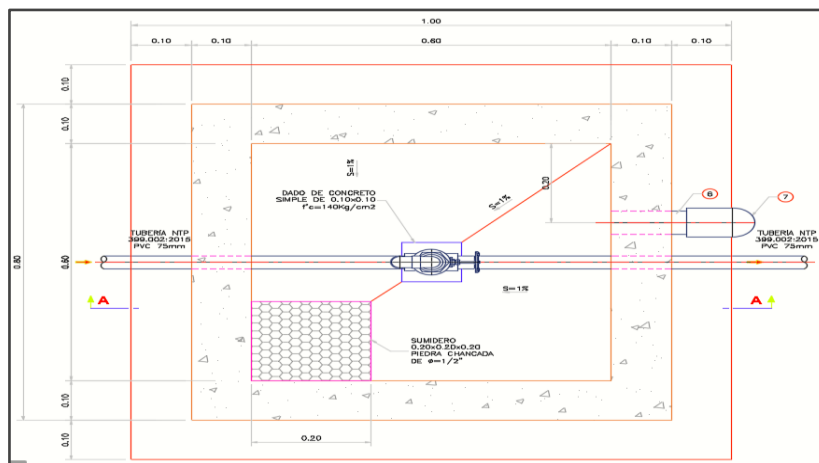 1.00
0.10
0.10
0.60
0.10
0.10
0.10
0.10
S=1%
0.20
DADO DE CONCRETO
SIMPLE DE 0.10x0.10
f'c=140Kg/cm2
S=1%
6
7
TUBERÍA NTP
399.002:2015
PVC 75mm
TUBERÍA NTP
399.002:2015
PVC 75mm
0.80
0.60
A
A
S=1%
SUMIDERO
0.20x0.20x0.20
PIEDRA CHANCADA
DE ø=1/2"
0.10
0.20
0.10